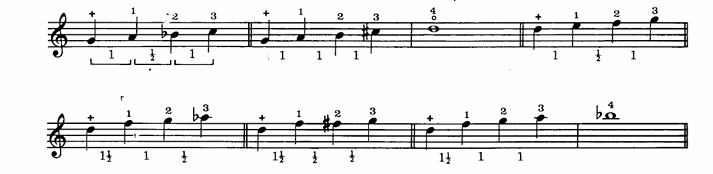 + 1 2 3 + 1 2 3 4 + 1 2 3
1 ½ 1 1 1 1 1 ½ 1
+ 1 2 3 + 1 2 3 + 1 2 3 4
1½ 1 ½ 1½ ½ ½ 1½ 1 1